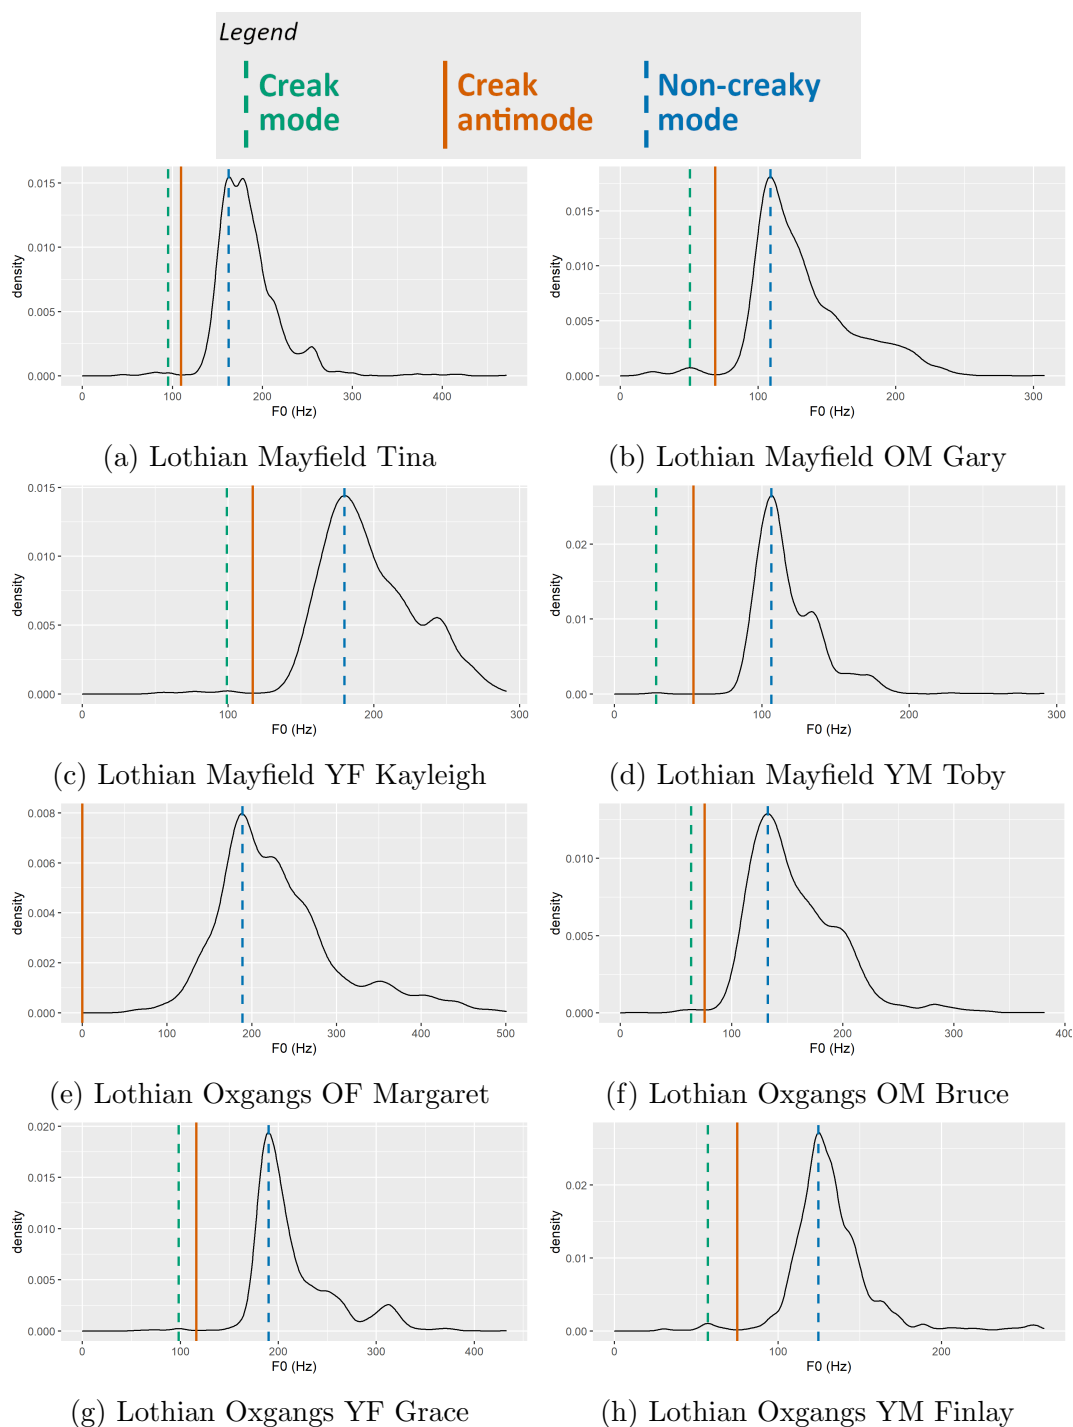 Legend
Creak mode
Creak antimode
Non-creaky mode
density
0.015
0.010
0.005
0.000
0 100 200 300 400
F0 (Hz)
(a) Lothian Mayfield Tina
density
0.015
0.010
0.005
0.000
0 100 200 300
F0 (Hz)
(b) Lothian Mayfield OM Gary
density
0.015
0.010
0.005
0.000
0 100 200 300
F0 (Hz)
(c) Lothian Mayfield YF Kayleigh
density
0.02
0.01
0.00
0 100 200 300
F0 (Hz)
(d) Lothian Mayfield YM Toby
density
0.008
0.006
0.004
0.002
0.000
0 100 200 300 400 500
F0 (Hz)
(e) Lothian Oxgangs OF Margaret
density
0.010
0.005
0.000
0 100 200 300 400
F0 (Hz)
(f) Lothian Oxgangs OM Bruce
density
0.020
0.015
0.010
0.005
0.000
0 100 200 300 400
F0 (Hz)
(g) Lothian Oxgangs YF Grace
density
0.02
0.01
0.00
0 100 200
F0 (Hz)
(h) Lothian Oxgangs YM Finlay